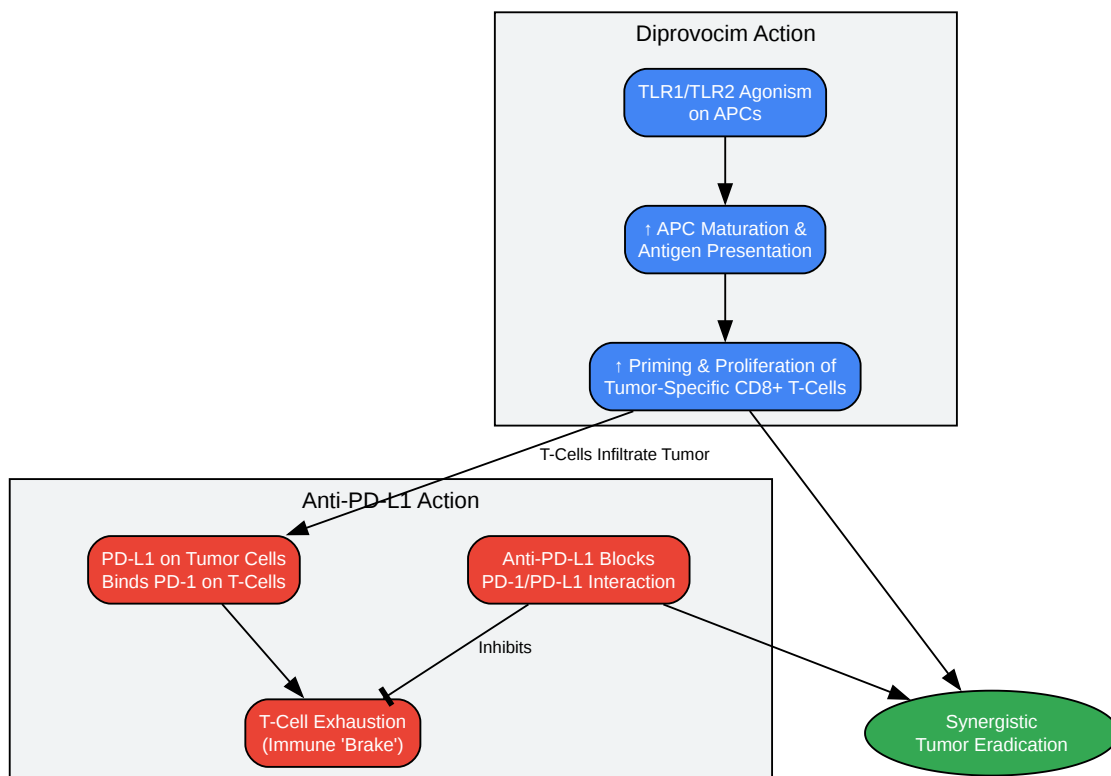 Diprovocim Action
TLR1/TLR2 Agonism
on APCs
↑ APC Maturation &
Antigen Presentation
↑ Priming & Proliferation of
Tumor-Specific CD8+ T-Cells
T-Cells Infiltrate Tumor
Anti-PD-L1 Action
PD-L1 on Tumor Cells
Binds PD-1 on T-Cells
Anti-PD-L1 Blocks
PD-1/PD-L1 Interaction
Inhibits
T-Cell Exhaustion
(Immune 'Brake')
Synergistic
Tumor Eradication